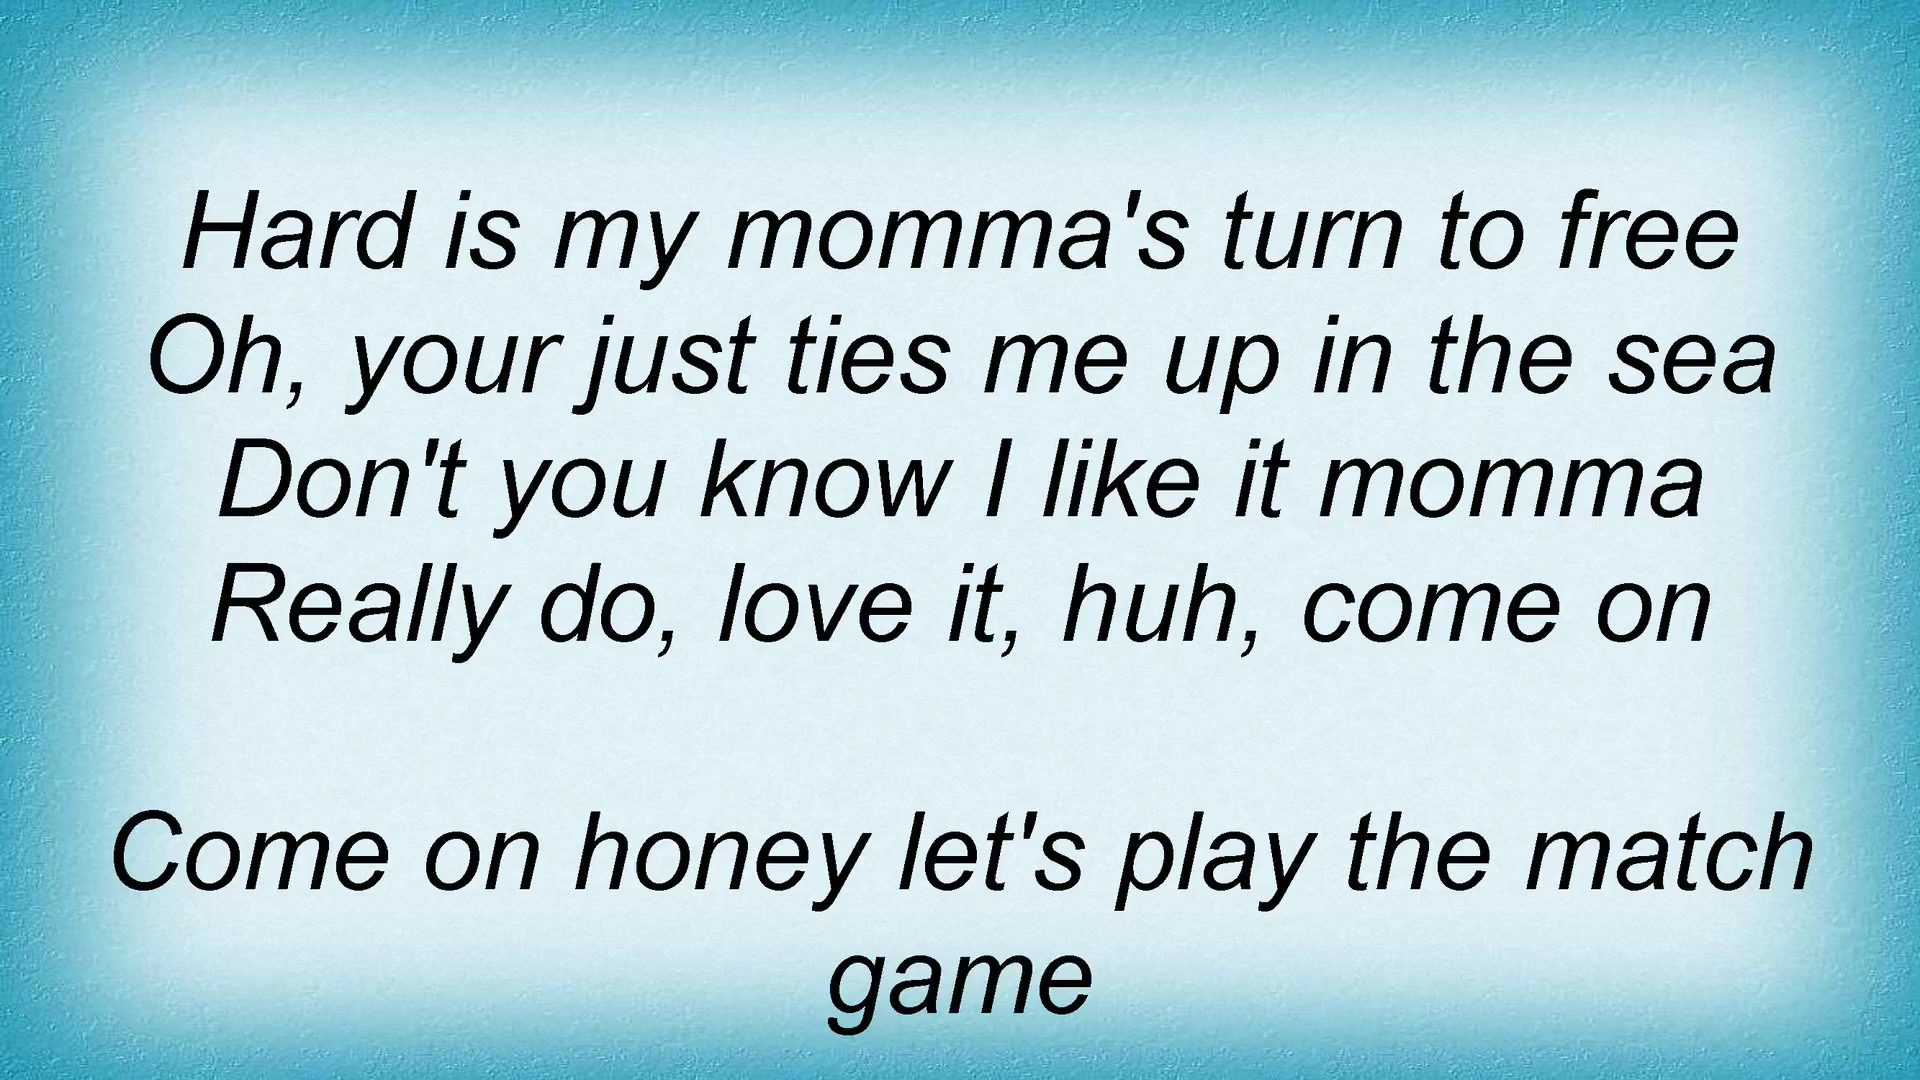 Hard is my momma's turn to free
Oh, your just ties me up in the sea
Don't you know I like it momma
Really do, love it, huh, come on
Come on honey let's play the match
game